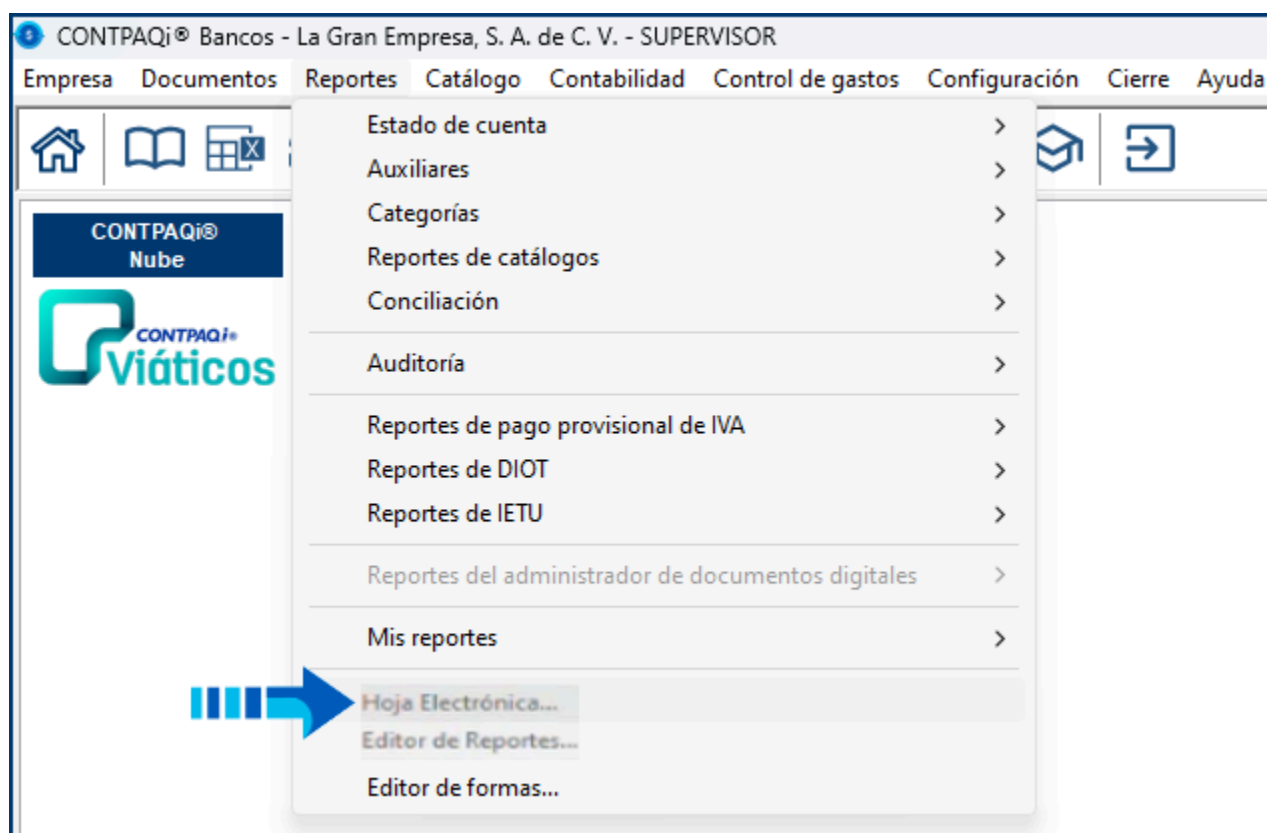 CONTPAQi® Bancos - La Gran Empresa, S. A. de C. V. - SUPERVISOR
Empresa Documentos Reportes Catálogo Contabilidad Control de gastos Configuración Cierre Ayuda
Estado de cuenta
Auxiliares
Categorías
Reportes de catálogos
Conciliación
Auditoría
Reportes de pago provisional de IVA
Reportes de DIOT
Reportes de IETU
Reportes del administrador de documentos digitales
Mis reportes
Hoja Electrónica...
Editor de Reportes...
Editor de formas...
CONTPAQi®
Nube
CONTPAQi®
Viáticos